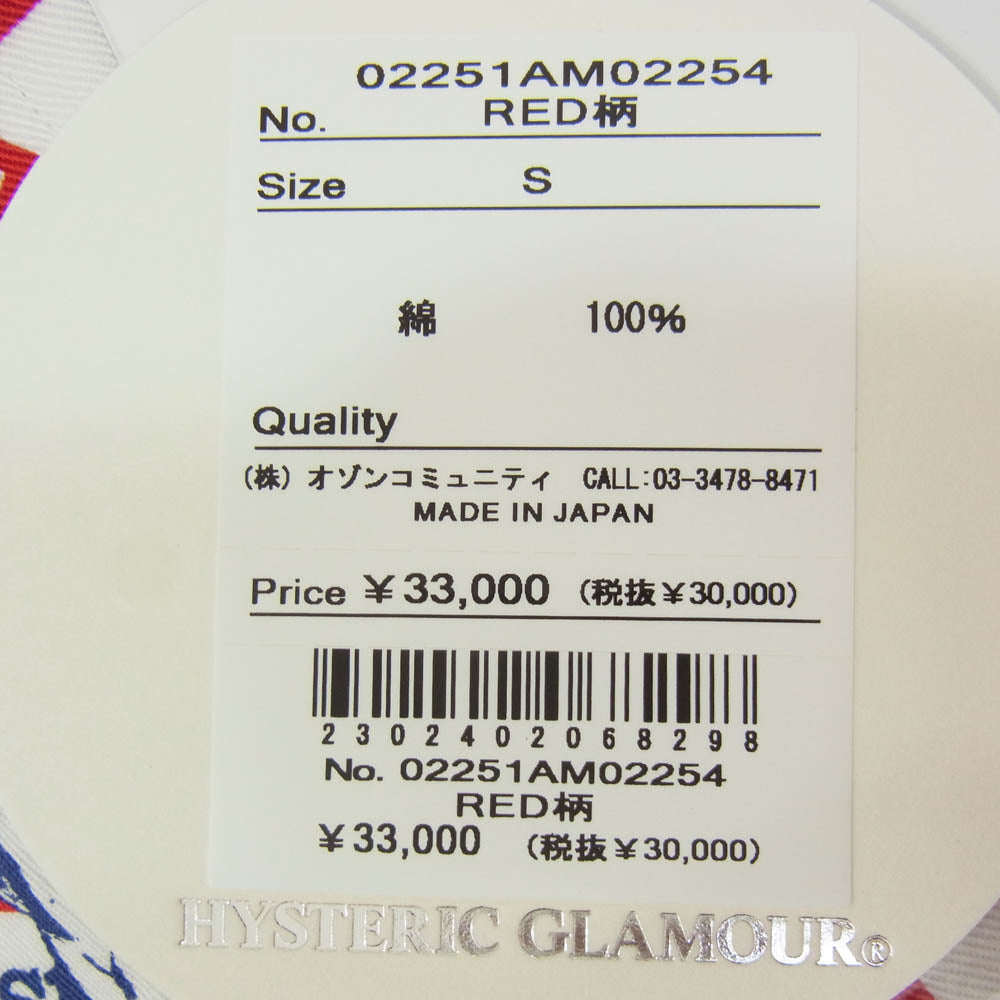 02251AM02254
No. RED柄
Size S
綿 100%
Quality
(株) オゾンコミュニティ CALL:03-3478-8471
MADE IN JAPAN
Price ¥33,000 (税抜¥30,000)
2302402068298
No. 02251AM02254
RED柄
¥33,000 (税抜¥30,000)
HYSTERIC GLAMOUR®